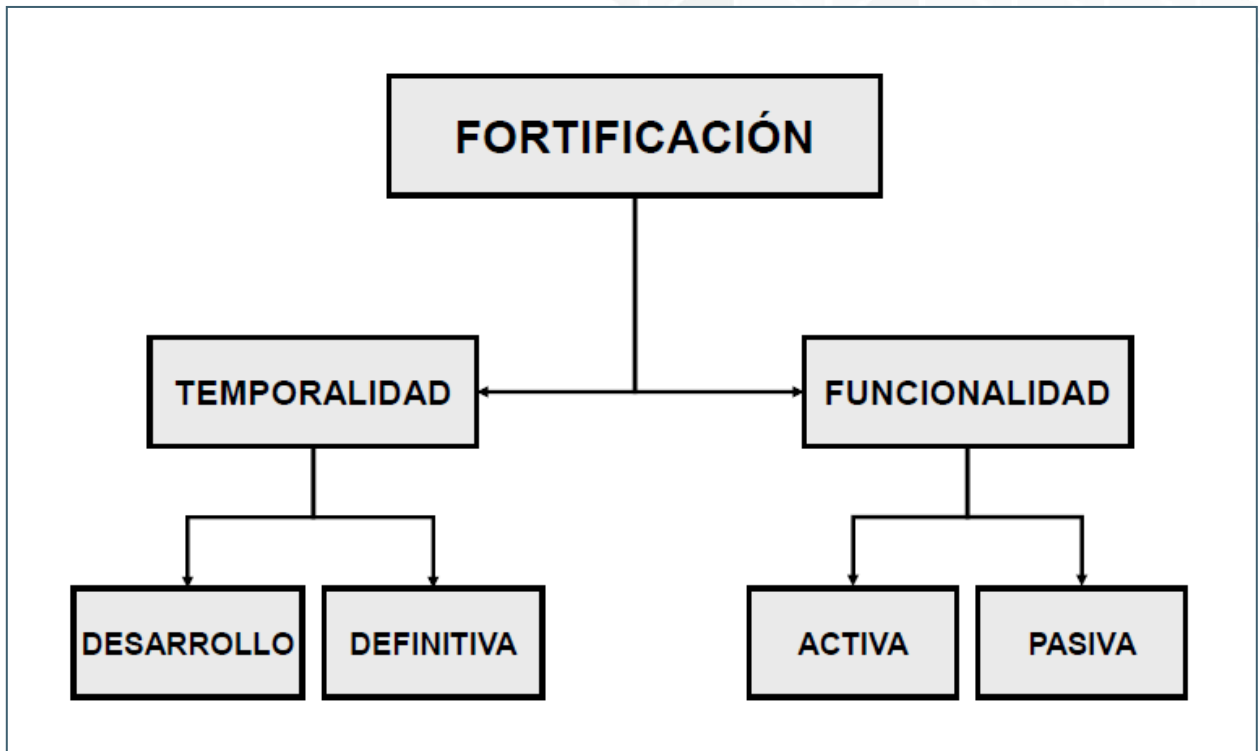 FORTIFICACIÓN
TEMPORALIDAD
FUNCIONALIDAD
DESARROLLO
DEFINITIVA
ACTIVA
PASIVA